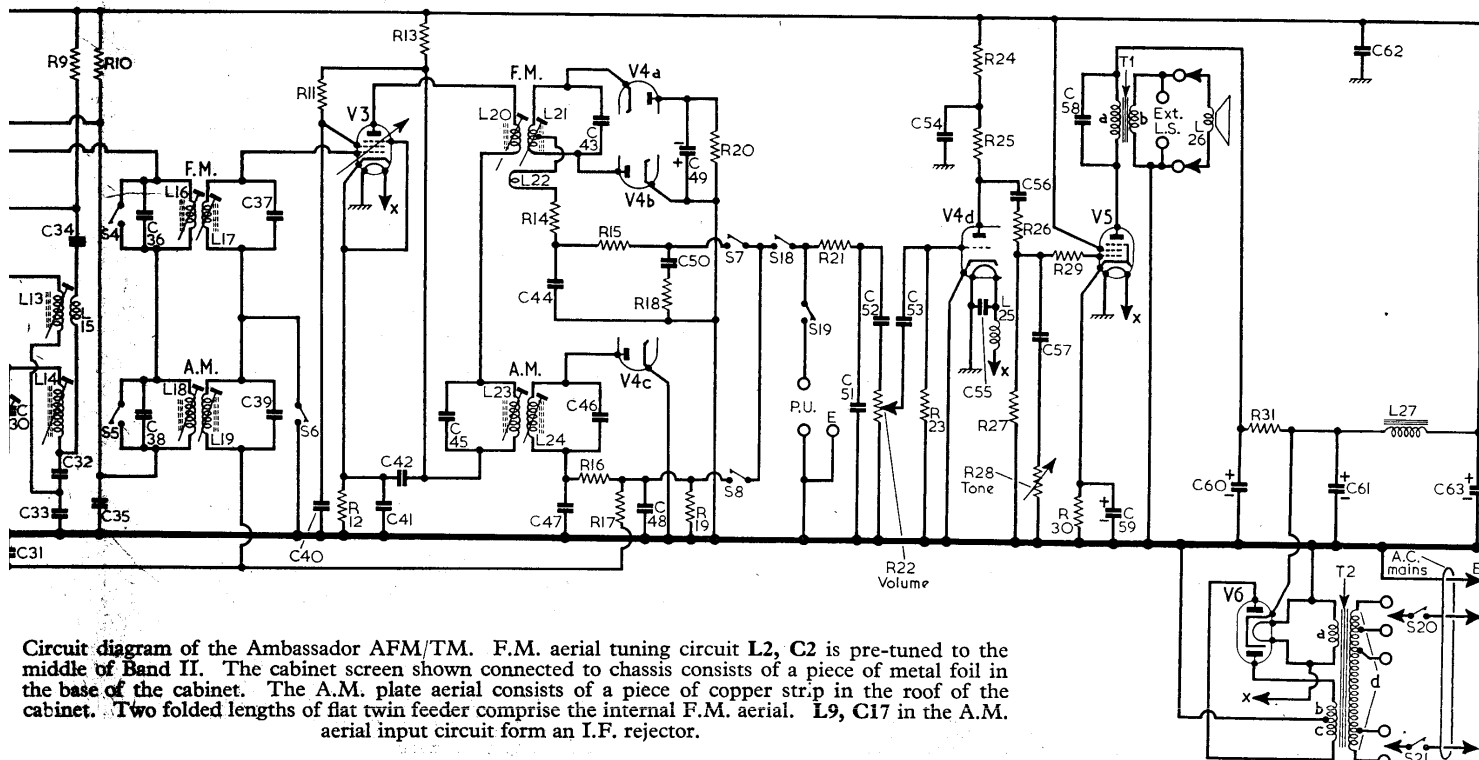 R9
R10
R13
C62
F.M.
V4a
R24
T1
R11
V3
L20
L21
C 43
C 58
a
b
Ext. L.S.
L 26
C54
R25
R20
C 49
F.M.
L16
L22
V4b
C56
X
S4
C 36
C37
L17
R14
V4d
R26
V5
C34
R15
S7
S18
R21
R29
C50
C44
R18
L13
L 15
S19
C 52
C 53
L 25
X
C57
A.M.
A.M.
V4c
L14
L18
L23
C55
X
C 30
S5
C 38
L19
C39
S6
C 45
L24
C46
P.U.
E
C 51
R 23
R27
R31
L27
C32
C42
R16
S8
R28
Tone
C60
C61
C63
C33
C35
R 12
C41
C47
R17
C 48
R 19
R 30
C 59
C31
C40
R22
Volume
A.C. mains
E
V6
T2
S20
a
d
X
b
c
S21
Circuit diagram of the Ambassador AFM/TM. F.M. aerial tuning circuit L2, C2 is pre-tuned to the
middle of Band II. The cabinet screen shown connected to chassis consists of a piece of metal foil in
the base of the cabinet. The A.M. plate aerial consists of a piece of copper strip in the roof of the
cabinet. Two folded lengths of flat twin feeder comprise the internal F.M. aerial. L9, C17 in the A.M.
aerial input circuit form an I.F. rejector.